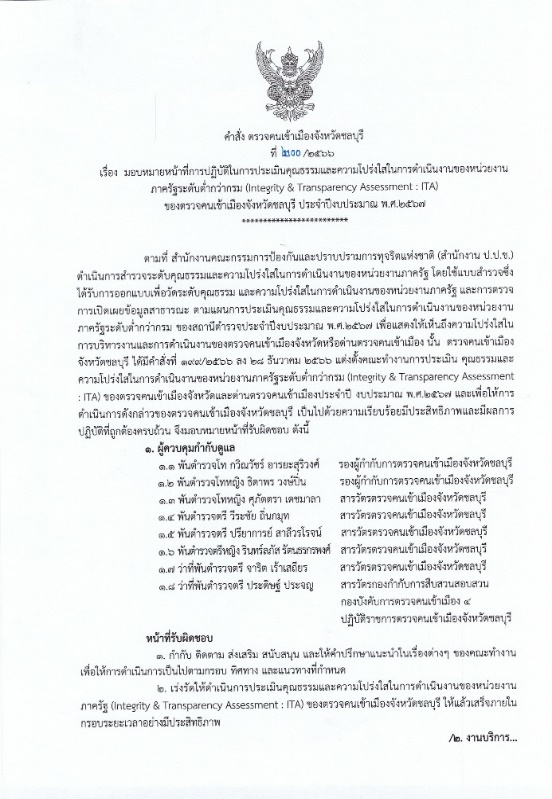 คำสั่ง ตรวจคนเข้าเมืองจังหวัดชลบุรี
ที่ ๒๐๐ /๒๕๖๖
เรื่อง มอบหมายหน้าที่การปฏิบัติในการประเมินคุณธรรมและความโปร่งใสในการดำเนินงานของหน่วยงาน
ภาครัฐระดับต่ำกว่ากรม (Integrity & Transparency Assessment : ITA)
ของตรวจคนเข้าเมืองจังหวัดชลบุรี ประจำปีงบประมาณ พ.ศ.๒๕๖๗
*************************
ตามที่ สำนักงานคณะกรรมการป้องกันและปราบปรามการทุจริตแห่งชาติ (สำนักงาน ป.ป.ช.)
ดำเนินการสำรวจระดับคุณธรรมและความโปร่งใสในการดำเนินงานของหน่วยงานภาครัฐ โดยใช้แบบสำรวจซึ่ง
ได้รับการออกแบบเพื่อวัดระดับคุณธรรม และความโปร่งใสในการดำเนินงานของหน่วยงานภาครัฐ และการตรวจ
การเปิดเผยข้อมูลสาธารณะ ตามแผนการประเมินคุณธรรมและความโปร่งใสในการดำเนินงานของหน่วยงาน
ภาครัฐระดับต่ำกว่ากรม ของสถานีตำรวจประจำปีงบประมาณ พ.ศ.๒๕๖๗ เพื่อแสดงให้เห็นถึงความโปร่งใสใน
การบริหารงานและการดำเนินงานของตรวจคนเข้าเมืองจังหวัดหรือด่านตรวจคนเข้าเมือง นั้น ตรวจคนเข้าเมือง
จังหวัดชลบุรี ได้มีคำสั่งที่ ๑๙๙/๒๕๖๖ ลง ๒๘ ธันวาคม ๒๕๖๖ แต่งตั้งคณะทำงานการประเมิน คุณธรรมและ
ความโปร่งใสในการดำเนินงานของหน่วยงานภาครัฐระดับต่ำกว่ากรม (Integrity & Transparency Assessment
: ITA) ของตรวจคนเข้าเมืองจังหวัดและด่านตรวจคนเข้าเมืองประจำปี งบประมาณ พ.ศ.๒๕๖๗ และเพื่อให้การ
ดำเนินการดังกล่าวของตรวจคนเข้าเมืองจังหวัดชลบุรี เป็นไปด้วยความเรียบร้อยมีประสิทธิภาพและมีผลการ
ปฏิบัติที่ถูกต้องครบถ้วน จึงมอบหมายหน้าที่รับผิดชอบ ดังนี้
๑. ผู้ควบคุมกำกับดูแล
๑.๑ พันตำรวจโท กวิณวัชร์ อารยะสุริวงศ์ รองผู้กำกับการตรวจคนเข้าเมืองจังหวัดชลบุรี
๑.๒ พันตำรวจโทหญิง ธิดาพร วงษ์ปิ่น รองผู้กำกับการตรวจคนเข้าเมืองจังหวัดชลบุรี
๑.๓ พันตำรวจโทหญิง ศุภัตตรา เดชมาลา สารวัตรตรวจคนเข้าเมืองจังหวัดชลบุรี
๑.๔ พันตำรวจตรี วีระชัย ถิ่นกมุท สารวัตรตรวจคนเข้าเมืองจังหวัดชลบุรี
๑.๕ พันตำรวจตรี ปรียาการย์ สาลีวรโรจน์ สารวัตรตรวจคนเข้าเมืองจังหวัดชลบุรี
๑.๖ พันตำรวจตรีหญิง รินทร์ลภัส รัตนธรกรพงศ์ สารวัตรตรวจคนเข้าเมืองจังหวัดชลบุรี
๑.๗ ว่าที่พันตำรวจตรี จาริต เร้าเสถียร สารวัตรตรวจคนเข้าเมืองจังหวัดชลบุรี
๑.๘ ว่าที่พันตำรวจตรี ประดิษฐ์ ประจญ สารวัตรกองกำกับการสืบสวนสอบสวน
กองบังคับการตรวจคนเข้าเมือง ๔
ปฏิบัติราชการตรวจคนเข้าเมืองจังหวัดชลบุรี
หน้าที่รับผิดชอบ
๑. กำกับ ติดตาม ส่งเสริม สนับสนุน และให้คำปรึกษาแนะนำในเรื่องต่างๆ ของคณะทำงาน
เพื่อให้การดำเนินการเป็นไปตามกรอบ ทิศทาง และแนวทางที่กำหนด
๒. เร่งรัดให้ดำเนินการประเมินคุณธรรมและความโปร่งใสในการดำเนินงานของหน่วยงาน
ภาครัฐ (Integrity & Transparency Assessment : ITA) ของตรวจคนเข้าเมืองจังหวัดชลบุรี ให้แล้วเสร็จภายใน
กรอบระยะเวลาอย่างมีประสิทธิภาพ
/๒. งานบริการ...